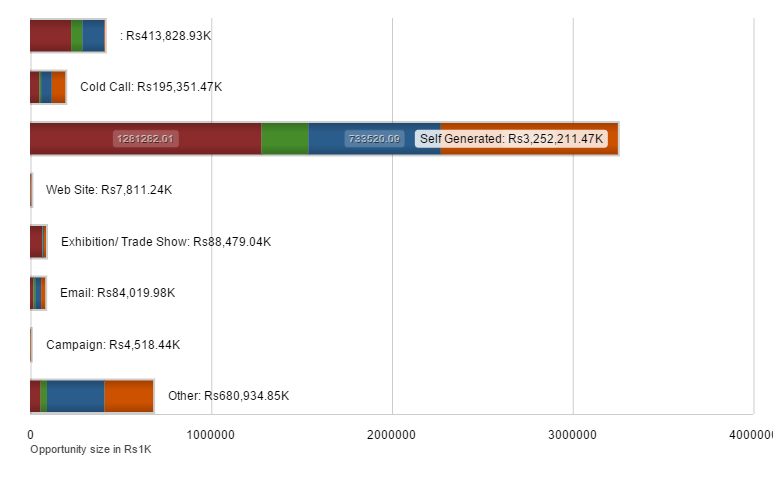 : Rs413,828.93K
Cold Call: Rs195,351.47K
1281282.01 733520.09 Self Generated: Rs3,252,211.47K
Web Site: Rs7,811.24K
Exhibition/ Trade Show: Rs88,479.04K
Email: Rs84,019.98K
Campaign: Rs4,518.44K
Other: Rs680,934.85K
0 1000000 2000000 3000000 4000000
Opportunity size in Rs1K